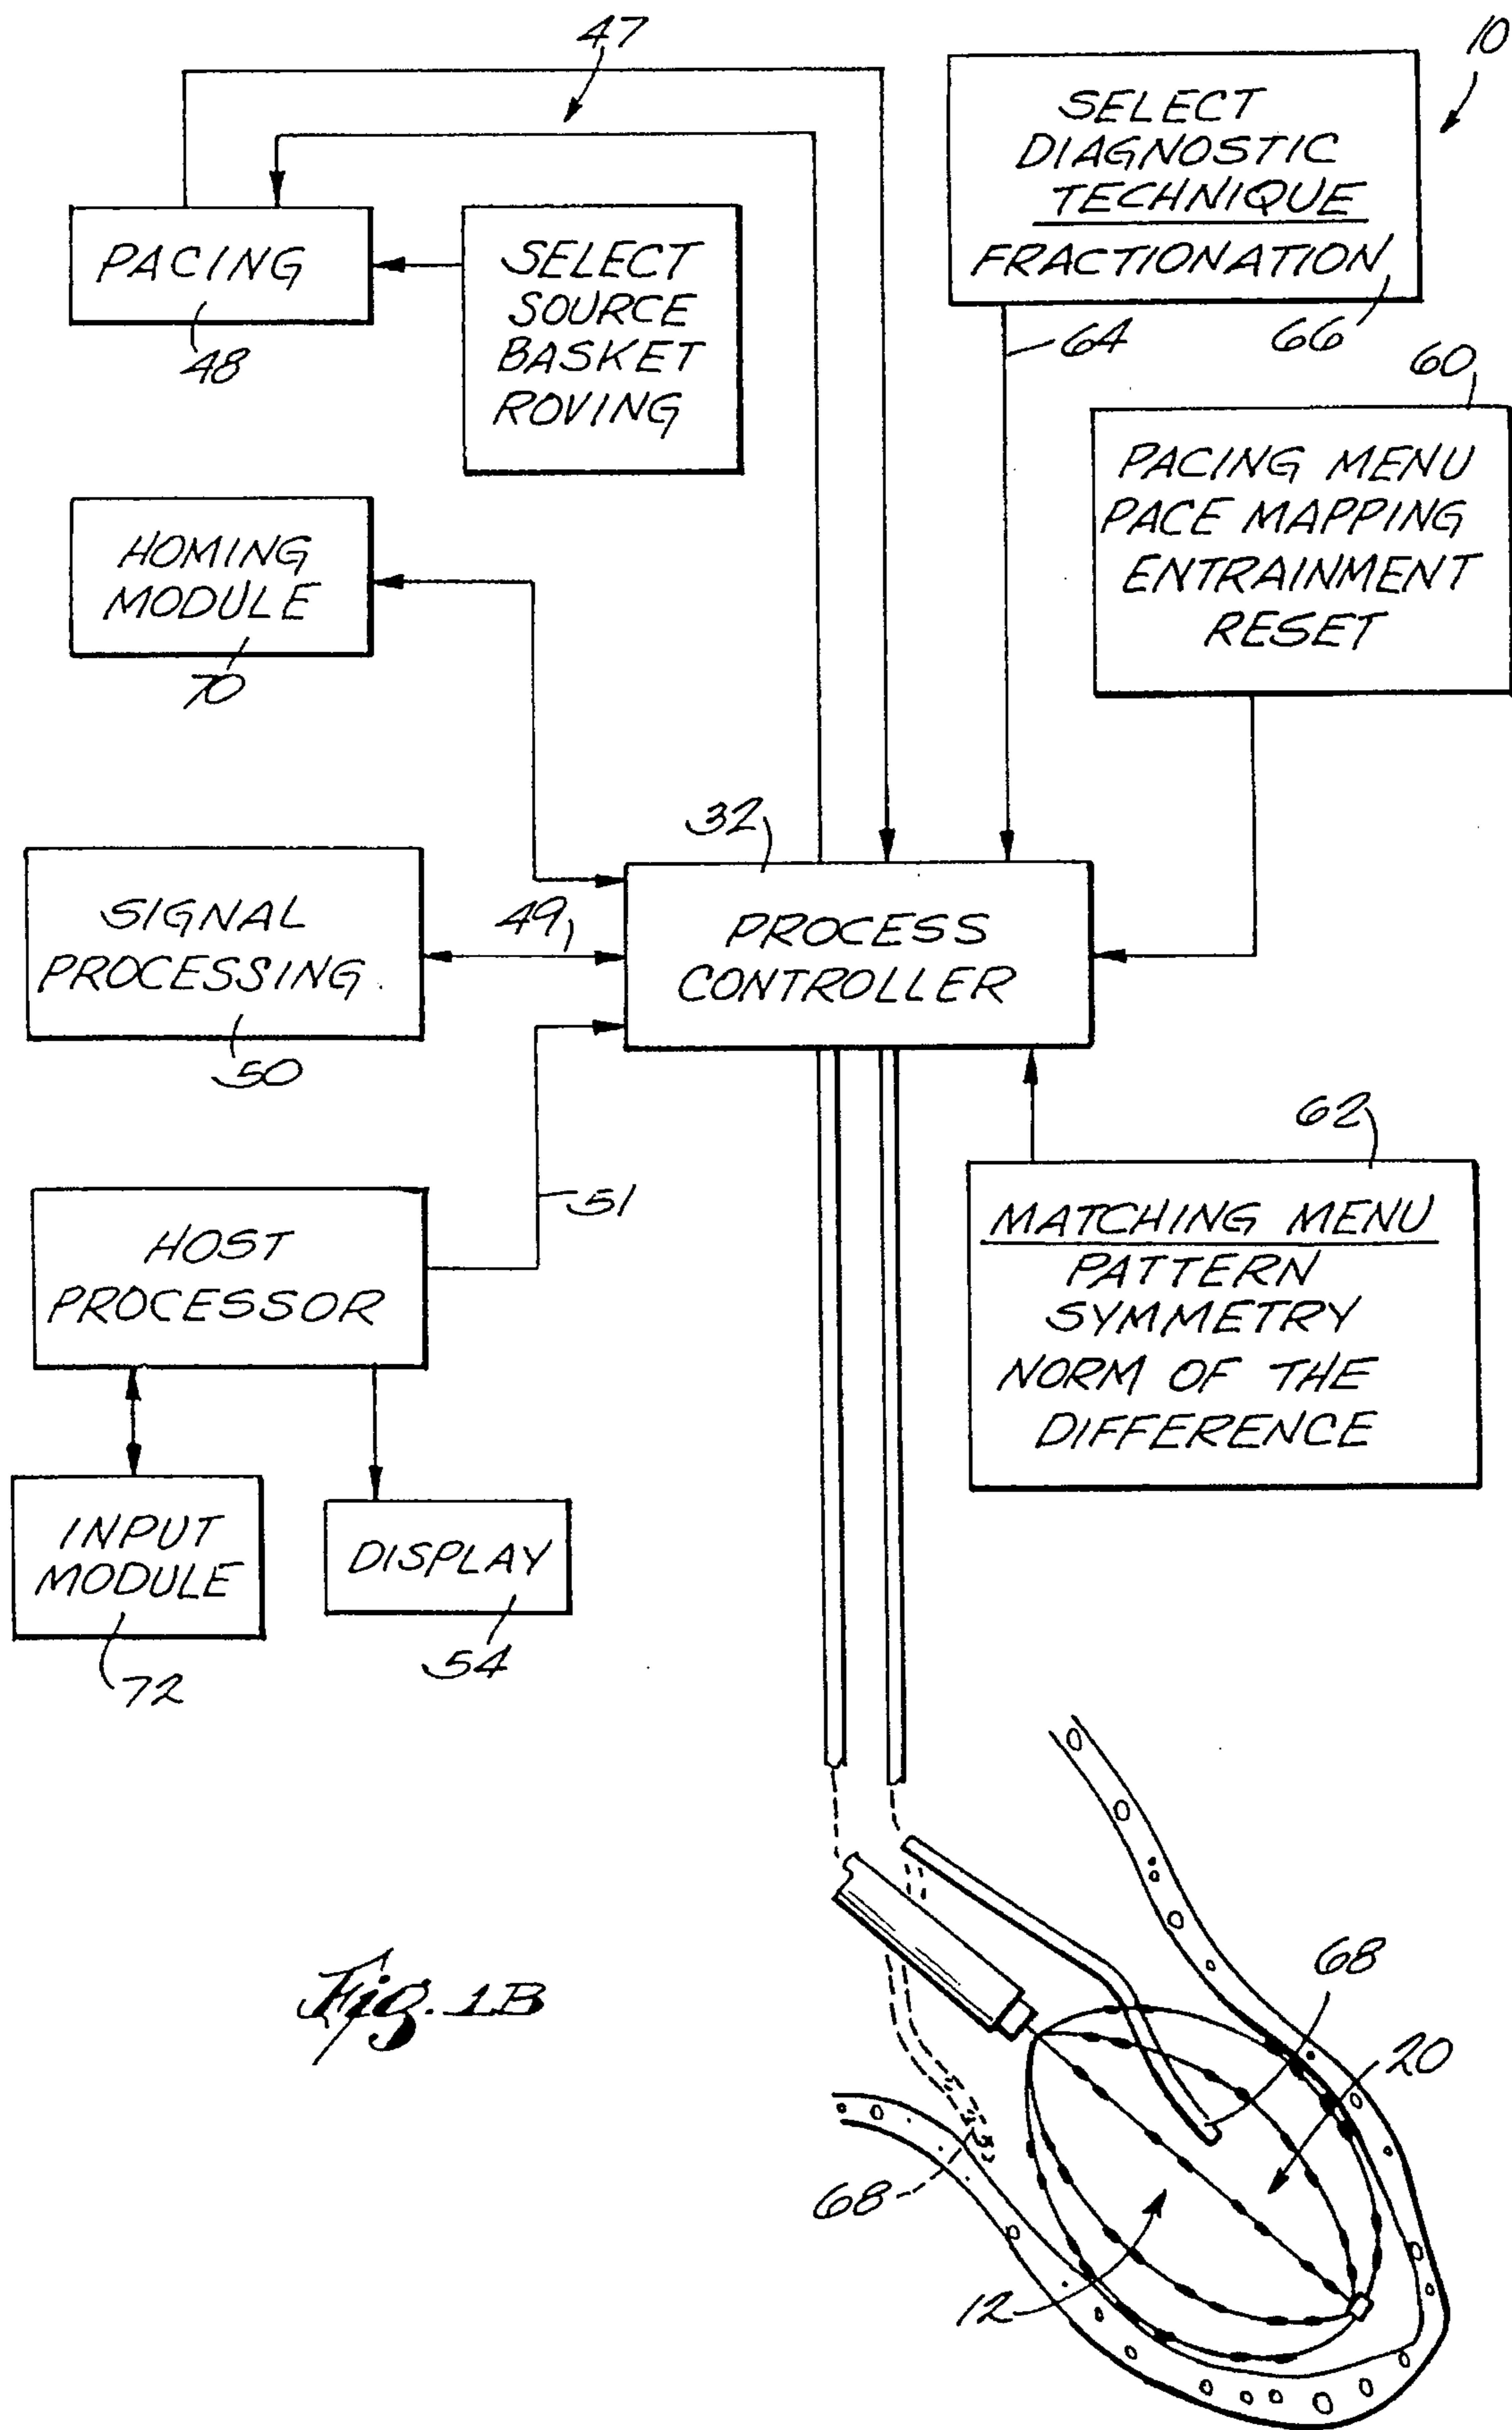 47
10
SELECT
DIAGNOSTIC
TECHNIQUE
FRACTIONATION
66
64
PACING
48
SELECT
SOURCE
BASKET
ROVING
60
PACING MENU
PACE MAPPING
ENTRAINMENT
RESET
HOMING
MODULE
70
32
PROCESS
CONTROLLER
SIGNAL
PROCESSING
50
49
51
HOST
PROCESSOR
62
MATCHING MENU
PATTERN
SYMMETRY
NORM OF THE
DIFFERENCE
INPUT
MODULE
72
DISPLAY
54
68
20
68
12
Fig. 1B